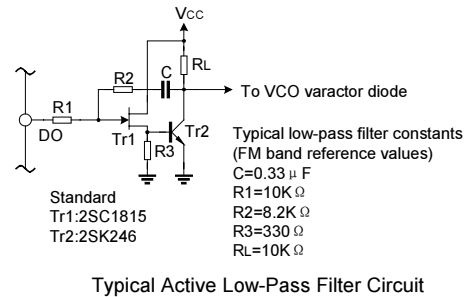 VCC
RL
C
R2
To VCO varactor diode
R1
DO
Tr1
Tr2
R3
Typical low-pass filter constants
(FM band reference values)
C=0.33 μ F
R1=10K Ω
R2=8.2K Ω
R3=330 Ω
RL=10K Ω
Standard
Tr1:2SC1815
Tr2:2SK246
Typical Active Low-Pass Filter Circuit